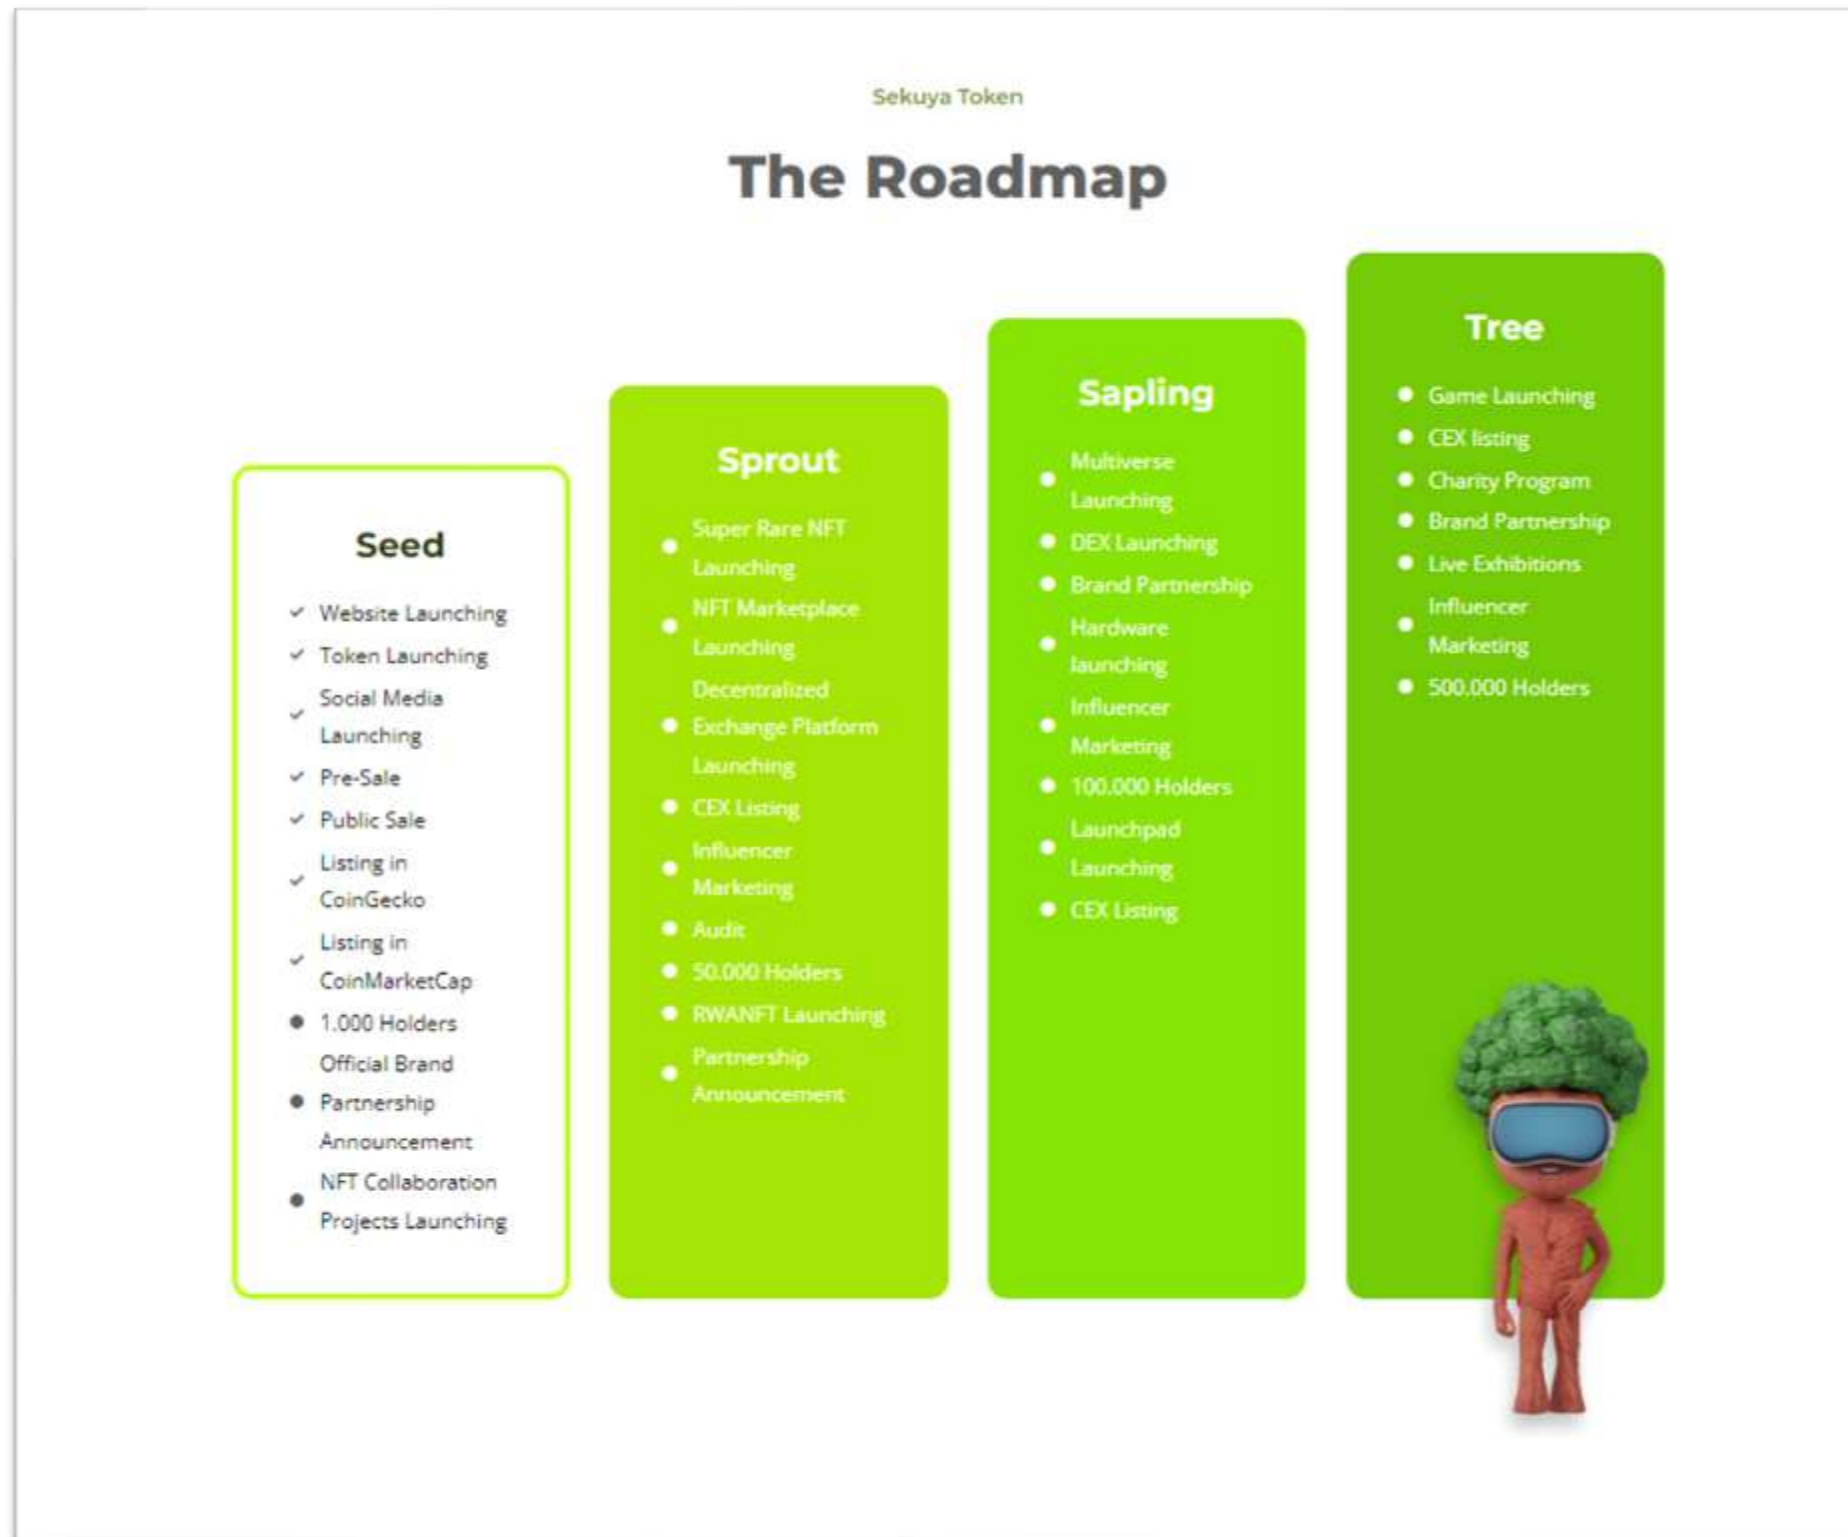 Sekuya Token
The Roadmap
Seed
Website Launching
Token Launching
Social Media
Launching
Pre-Sale
Public Sale
Listing in
CoinGecko
Listing in
CoinMarketCap
1.000 Holders
Official Brand
Partnership
Announcement
NFT Collaboration
Projects Launching
Sprout
Super Rare NFT
Launching
NFT Marketplace
Launching
Decentralized
Exchange Platform
Launching
CEX Listing
Influencer
Marketing
Audit
50.000 Holders
RWANFT Launching
Partnership
Announcement
Sapling
Multiverse
Launching
DEX Launching
Brand Partnership
Hardware
launching
Influencer
Marketing
100.000 Holders
Launchpad
Launching
CEX Listing
Tree
Game Launching
CEX listing
Charity Program
Brand Partnership
Live Exhibitions
Influencer
Marketing
500.000 Holders